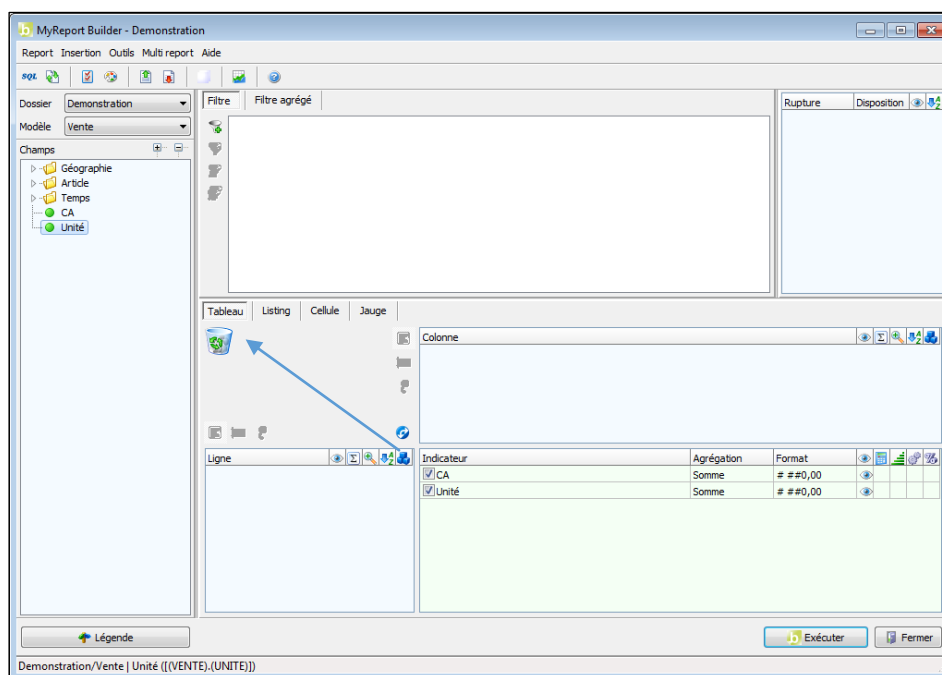 MyReport Builder - Demonstration
Report Insertion Outils Multi report Aide
SQL
Dossier Demonstration
Modèle Vente
Champs
Géographie
Article
Temps
CA
Unité
Filtre Filtre agrégé
Rupture Disposition
Tableau Listing Cellule Jauge
Colonne
Ligne
Indicateur Agrégation Format
CA Somme # ##0,00
Unité Somme # ##0,00
Légende
Exécuter
Fermer
Demonstration/Vente | Unité ([(VENTE).(UNITE)])